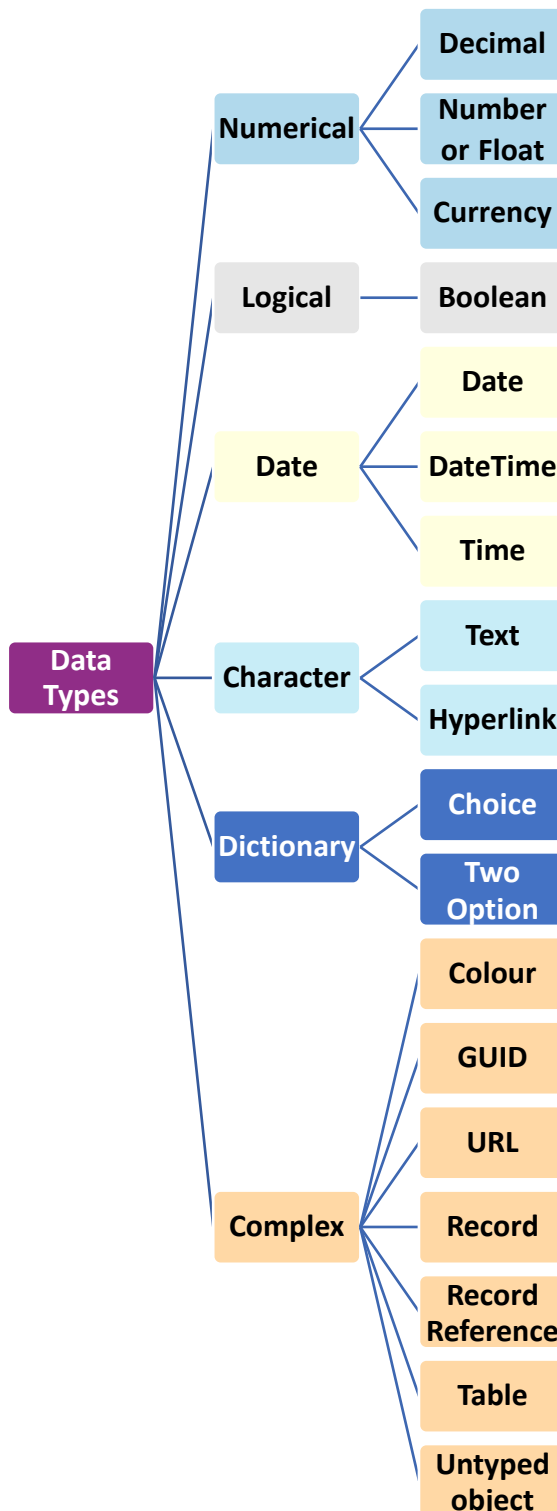 Decimal
Numerical
Number
or Float
Currency
Logical
Boolean
Date
Date
DateTime
Time
Data
Types
Character
Text
Hyperlink
Dictionary
Choice
Two
Option
Colour
GUID
URL
Complex
Record
Record
Reference
Table
Untyped
object